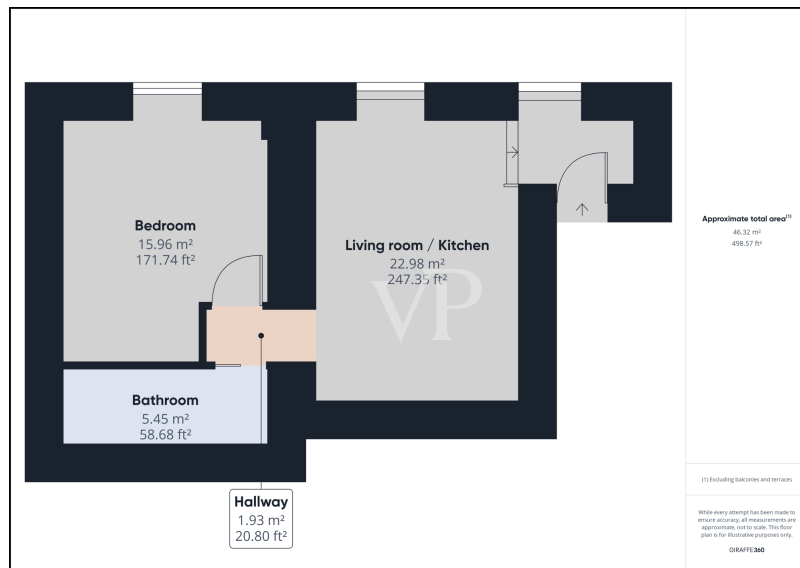 Bedroom
15.96 m²
171.74 ft²
Living room / Kitchen
22.98 m²
247.35 ft²
VP
Bathroom
5.45 m²
58.68 ft²
Hallway
1.93 m²
20.80 ft²
Approximate total area(1)
46.32 m²
498.57 ft²
(1) Excluding balconies and terraces
While every attempt has been made to
ensure accuracy, all measurements are
approximate, not to scale. This floor
plan is for illustrative purposes only.
GIRAFFE360